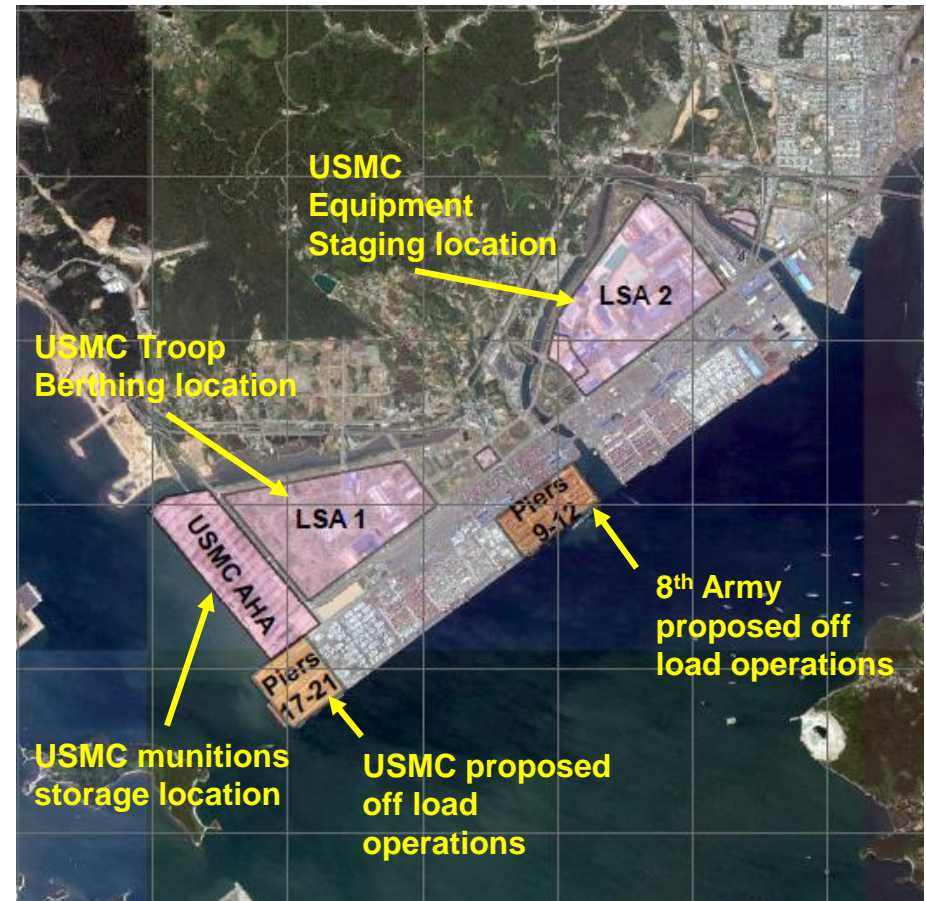 USMC
Equipment
Staging location
LSA 2
USMC Troop
Berthing location
LSA 1
Piers
9-12
USMC AHA
8th Army
proposed off
load operations
Piers
17-21
USMC munitions
storage location
USMC proposed
off load
operations